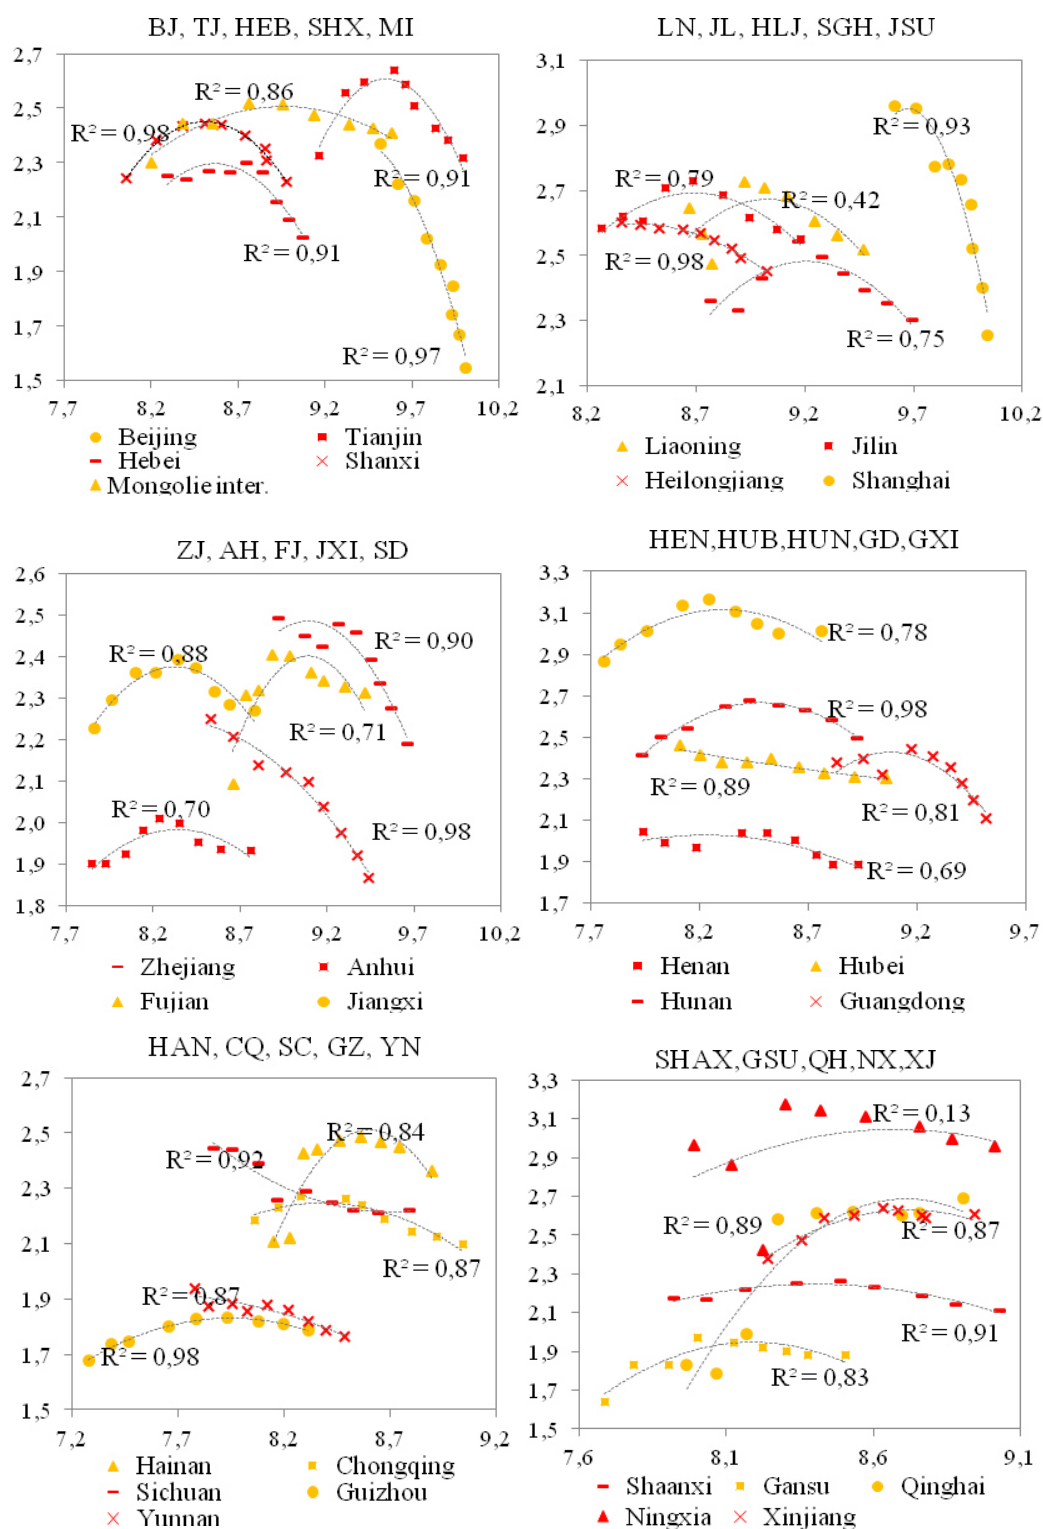 BJ, TJ, HEB, SHX, MI
2,7
2,5
2,3
2,1
1,9
1,7
1,5
R² = 0,86
R² = 0,98
R² = 0,91
R² = 0,91
R² = 0,97
7,7 8,2 8,7 9,2 9,7 10,2
Beijing Tianjin
Hebei Shanxi
Mongolie inter.
LN, JL, HLJ, SGH, JSU
3,1
2,9
2,7
2,5
2,3
2,1
R² = 0,93
R² = 0,79
R² = 0,42
R² = 0,98
R² = 0,75
8,2 8,7 9,2 9,7 10,2
Liaoning Jilin
Heilongjiang Shanghai
ZJ, AH, FJ, JXI, SD
2,6
2,5
2,4
2,3
2,2
2,1
2,0
1,9
1,8
R² = 0,90
R² = 0,88
R² = 0,71
R² = 0,70
R² = 0,98
7,7 8,2 8,7 9,2 9,7 10,2
Zhejiang Anhui
Fujian Jiangxi
HEN,HUB,HUN,GD,GXI
3,3
3,1
2,9
2,7
2,5
2,3
2,1
1,9
1,7
R² = 0,78
R² = 0,98
R² = 0,89
R² = 0,81
R² = 0,69
7,7 8,2 8,7 9,2 9,7
Henan Hubei
Hunan Guangdong
HAN, CQ, SC, GZ, YN
2,7
2,5
2,3
2,1
1,9
1,7
1,5
R² = 0,84
R² = 0,92
R² = 0,87
R² = 0,87
R² = 0,98
7,2 7,7 8,2 8,7 9,2
Hainan Chongqing
Sichuan Guizhou
Yunnan
SHAX,GSU,QH,NX,XJ
3,3
3,1
2,9
2,7
2,5
2,3
2,1
1,9
1,7
1,5
R² = 0,13
R² = 0,89
R² = 0,87
R² = 0,91
R² = 0,83
7,6 8,1 8,6 9,1
Shaanxi Gansu Qinghai
Ningxia Xinjiang